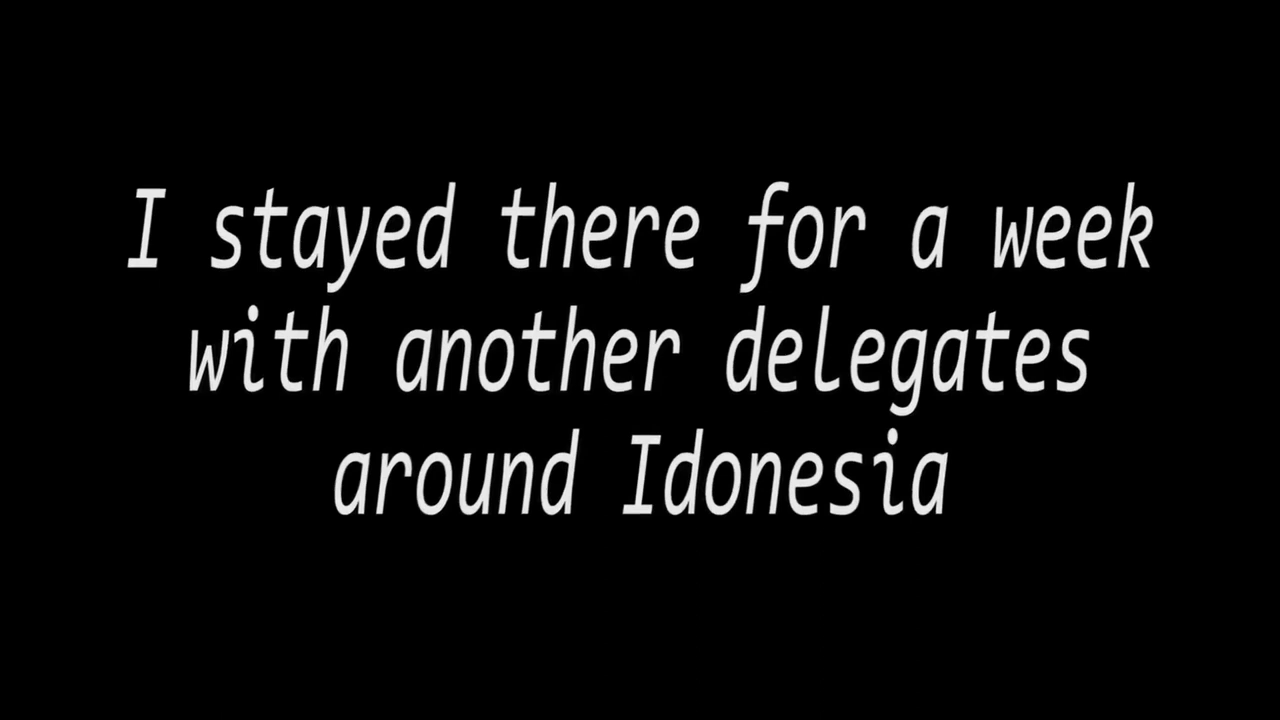 I stayed there for a week
with another delegates
around Idonesia